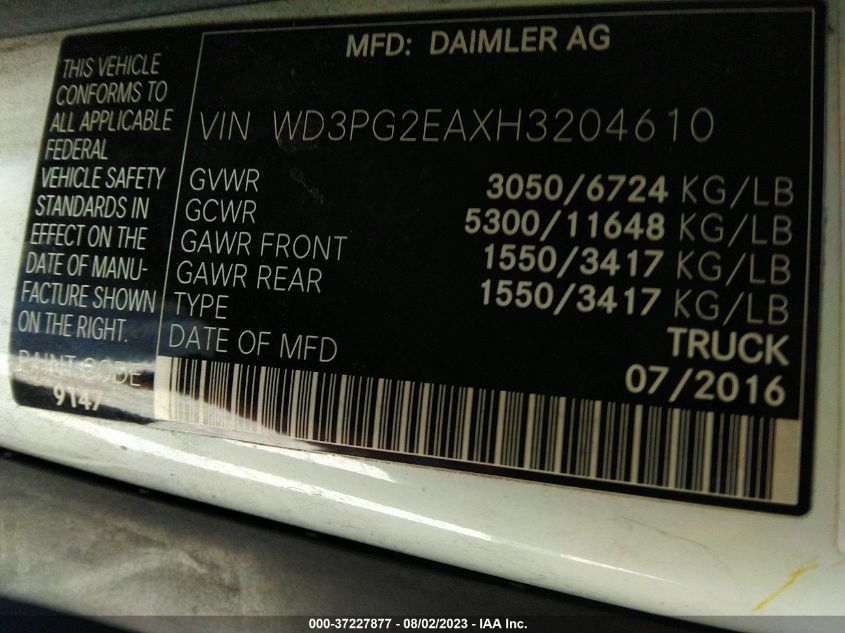 MFD: DAIMLER AG
THIS VEHICLE
CONFORMS TO
ALL APPLICABLE
FEDERAL
VEHICLE SAFETY
STANDARDS IN
EFFECT ON THE
DATE OF MANU-
FACTURE SHOWN
ON THE RIGHT.
PAINT CODE
9147
VIN WD3PG2EAXH3204610
GVWR 3050/6724 KG/LB
GCWR 5300/11648 KG/LB
GAWR FRONT 1550/3417 KG/LB
GAWR REAR 1550/3417 KG/LB
TYPE TRUCK
DATE OF MFD 07/2016
000-37227877 - 08/02/2023 - IAA Inc.